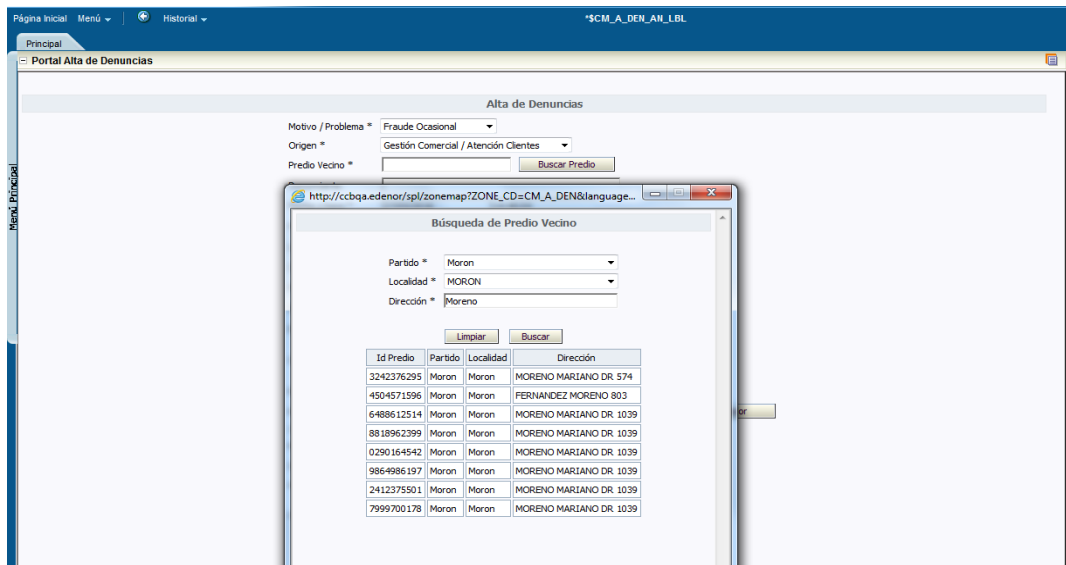 Página Inicial Menú Historial *$CM_A_DEN_AN_LBL
Principal
Portal Alta de Denuncias
Menú Principal
Alta de Denuncias
Motivo / Problema * Fraude Ocasional
Origen * Gestión Comercial / Atención Clientes
Predio Vecino * Buscar Predio
http://ccbqa.edenor/spl/zonemap?ZONE_CD=CM_A_DEN&language...
Búsqueda de Predio Vecino
Partido * Moron
Localidad * MORON
Dirección * Moreno
Limpiar Buscar
Id Predio Partido Localidad Dirección
3242376295 Moron Moron MORENO MARIANO DR 574
4504571596 Moron Moron FERNANDEZ MORENO 803
6488612514 Moron Moron MORENO MARIANO DR 1039
8818962399 Moron Moron MORENO MARIANO DR 1039
0290164542 Moron Moron MORENO MARIANO DR 1039
9864986197 Moron Moron MORENO MARIANO DR 1039
2412375501 Moron Moron MORENO MARIANO DR 1039
7999700178 Moron Moron MORENO MARIANO DR 1039
or